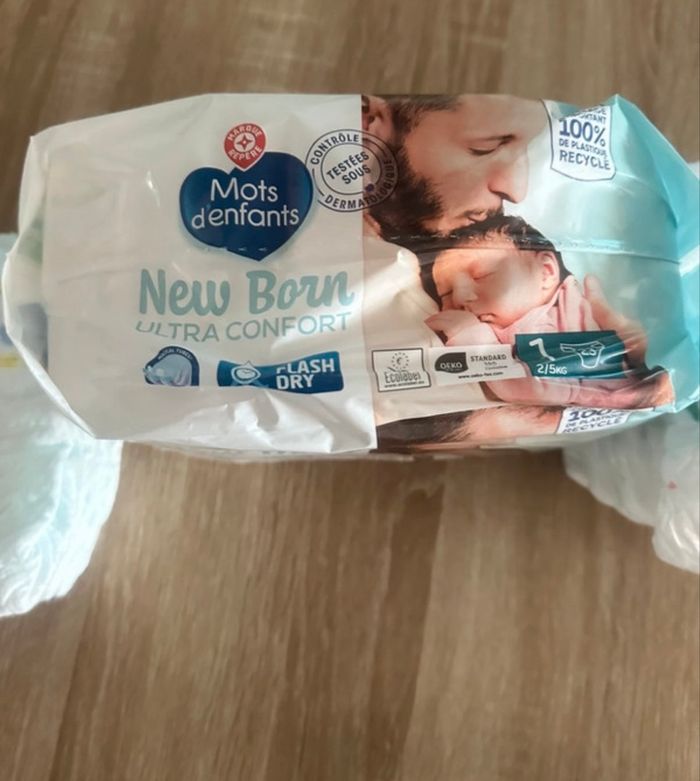 MARQUE
REPÈRE
Mots
d'enfants
CONTRÔLE
TESTÉES
SOUS
DERMATOLOGIQUE
New Born
ULTRA CONFORT
FLASH
DRY
Ecolabel
OEKO
STANDARD
100
1
2/5KG
100%
DE PLASTIQUE
RECYCLÉ
100%
DE PLASTIQUE
RECYCLÉ